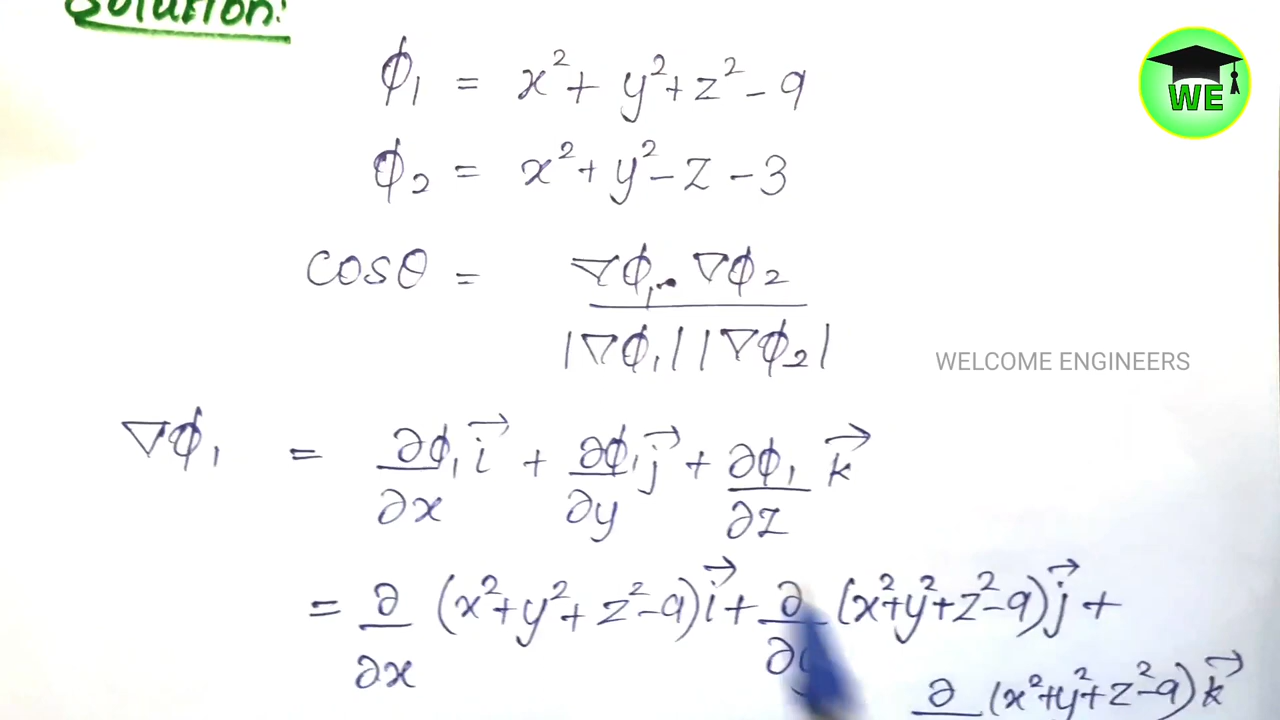 Solution:
ϕ₁ = x² + y² + z² - 9
WE
ϕ₂ = x² + y² - z - 3
cosθ = ∇ϕ₁ . ∇ϕ₂ / |∇ϕ₁| |∇ϕ₂|
WELCOME ENGINEERS
∇ϕ₁ = ∂ϕ₁/∂x i⃗ + ∂ϕ₁/∂y j⃗ + ∂ϕ₁/∂z k⃗
= ∂/∂x (x² + y² + z² - 9) i⃗ + ∂/∂y (x² + y² + z² - 9) j⃗ +
∂ (x² + y² + z² - 9) k⃗